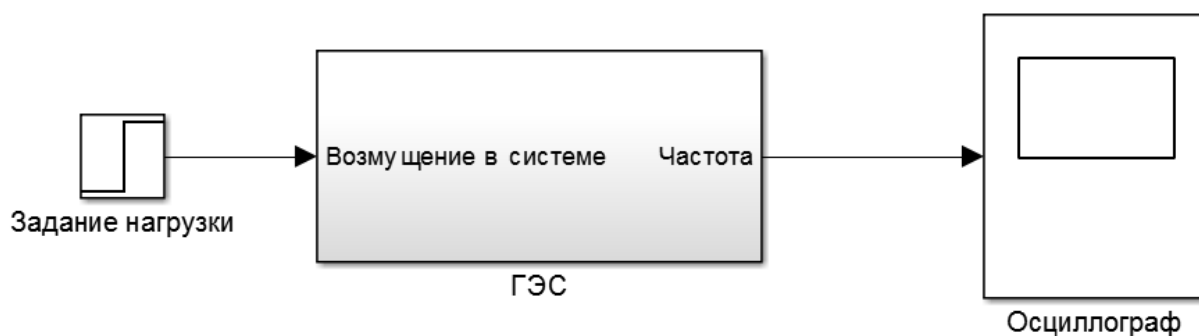 Возмущение в системе
Частота
Задание нагрузки
ГЭС
Осциллограф